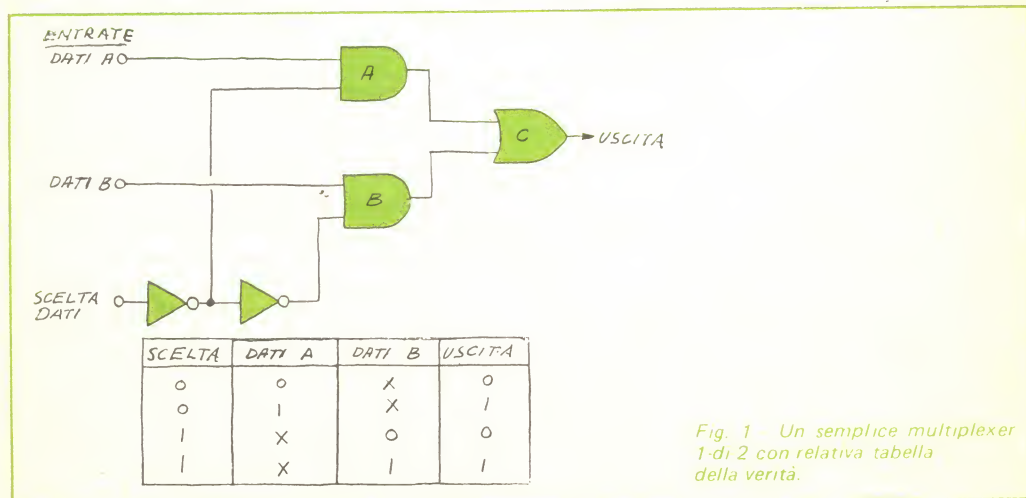 ENTRATE
DATI A
A
C
USCITA
DATI B
B
SCELTA
DATI
SCELTA DATI A DATI B USCITA
0 0 X 0
0 1 X 1
1 X 0 0
1 X 1 1
Fig. 1 Un semplice multiplexer
1-di 2 con relativa tabella
della verità.